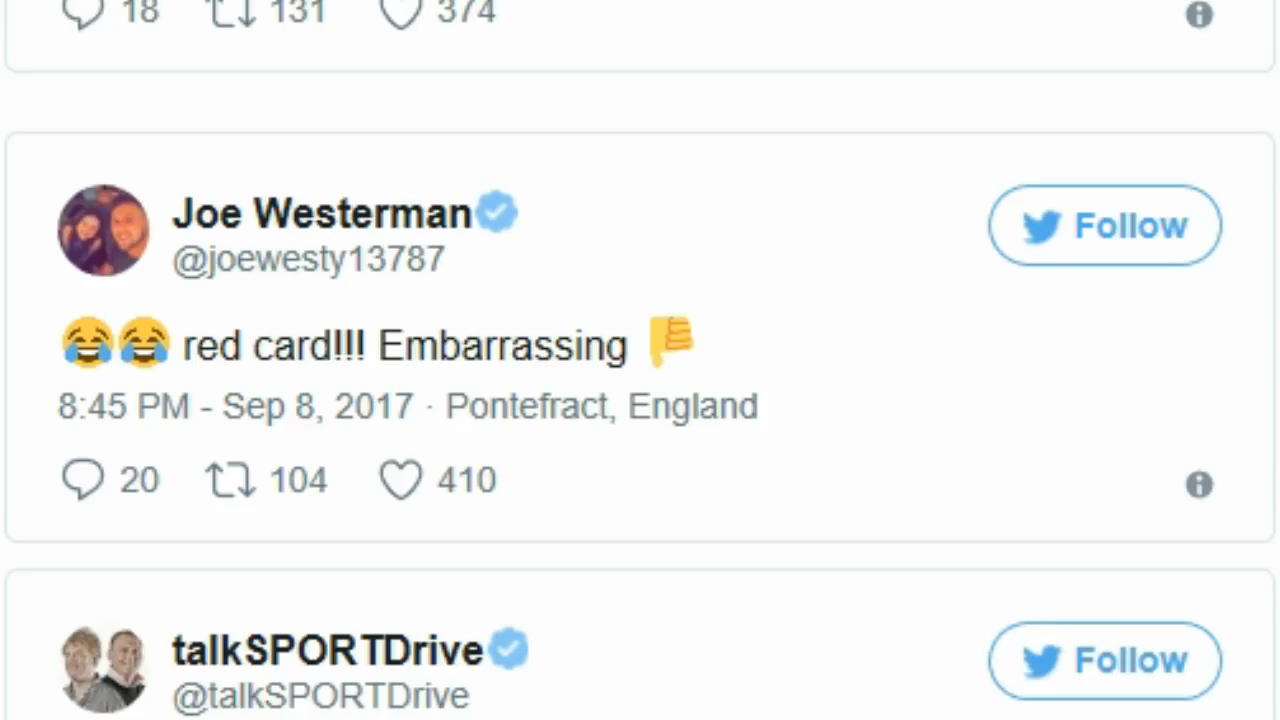 18 131 374
Joe Westerman
@joewesty13787
Follow
😂😂 red card!!! Embarrassing 👎
8:45 PM - Sep 8, 2017 · Pontefract, England
20 104 410
talkSPORTDrive
@talkSPORTDrive
Follow